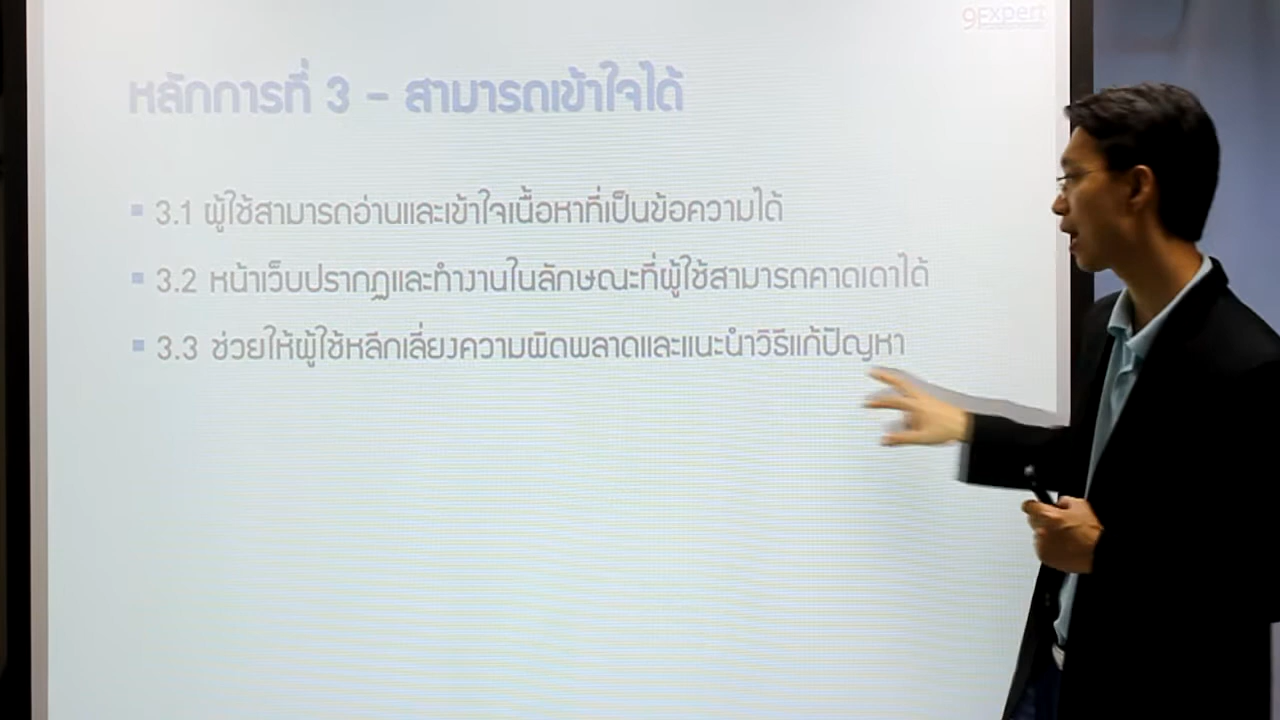 9Expert
หลักการที่ 3 – สามารถเข้าใจได้
3.1 ผู้ใช้สามารถอ่านและเข้าใจเนื้อหาที่เป็นข้อความได้
3.2 หน้าเว็บปรากฏและทำงานในลักษณะที่ผู้ใช้สามารถคาดเดาได้
3.3 ช่วยให้ผู้ใช้หลีกเลี่ยงความผิดพลาดและแนะนำวิธีแก้ปัญหา